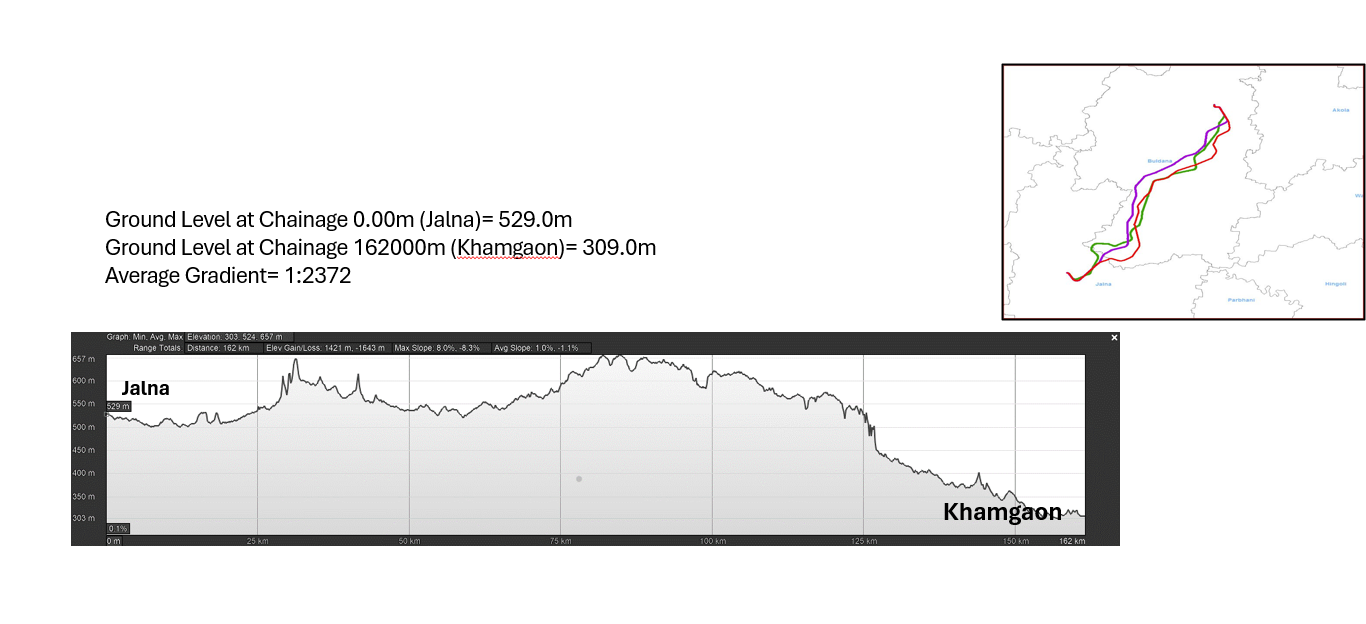 Akola
Buldana
Wa
Hingoli
Jalna
Parbhani
Ground Level at Chainage 0.00m (Jalna)= 529.0m
Ground Level at Chainage 162000m (Khamgaon)= 309.0m
Average Gradient= 1:2372
Graph: Min, Avg, Max Elevation: 303, 524, 657 m
Range Totals: Distance: 162 km Elev Gain/Loss: 1421 m, -1643 m Max Slope: 8.0%, -8.3% Avg Slope: 1.0%, -1.1%
657 m
600 m
550 m
500 m
450 m
400 m
350 m
303 m
Jalna
529 m
Khamgaon
0.1%
0 m 25 km 50 km 75 km 100 km 125 km 150 km 162 km